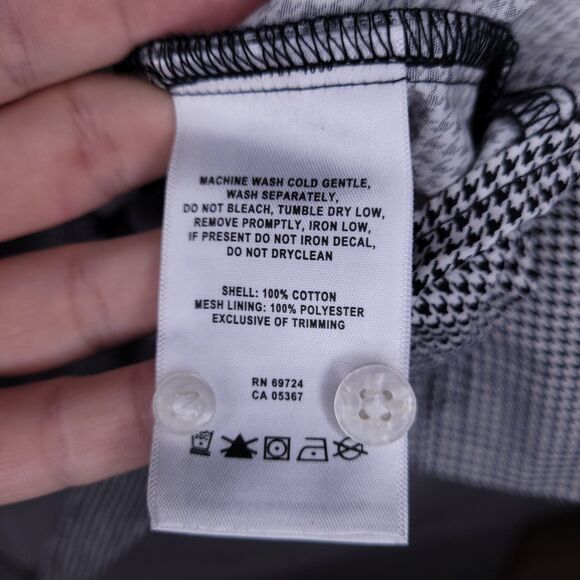 MACHINE WASH COLD GENTLE,
WASH SEPARATELY,
DO NOT BLEACH, TUMBLE DRY LOW,
REMOVE PROMPTLY, IRON LOW,
IF PRESENT DO NOT IRON DECAL,
DO NOT DRYCLEAN
SHELL: 100% COTTON
MESH LINING: 100% POLYESTER
EXCLUSIVE OF TRIMMING
RN 69724
CA 05367